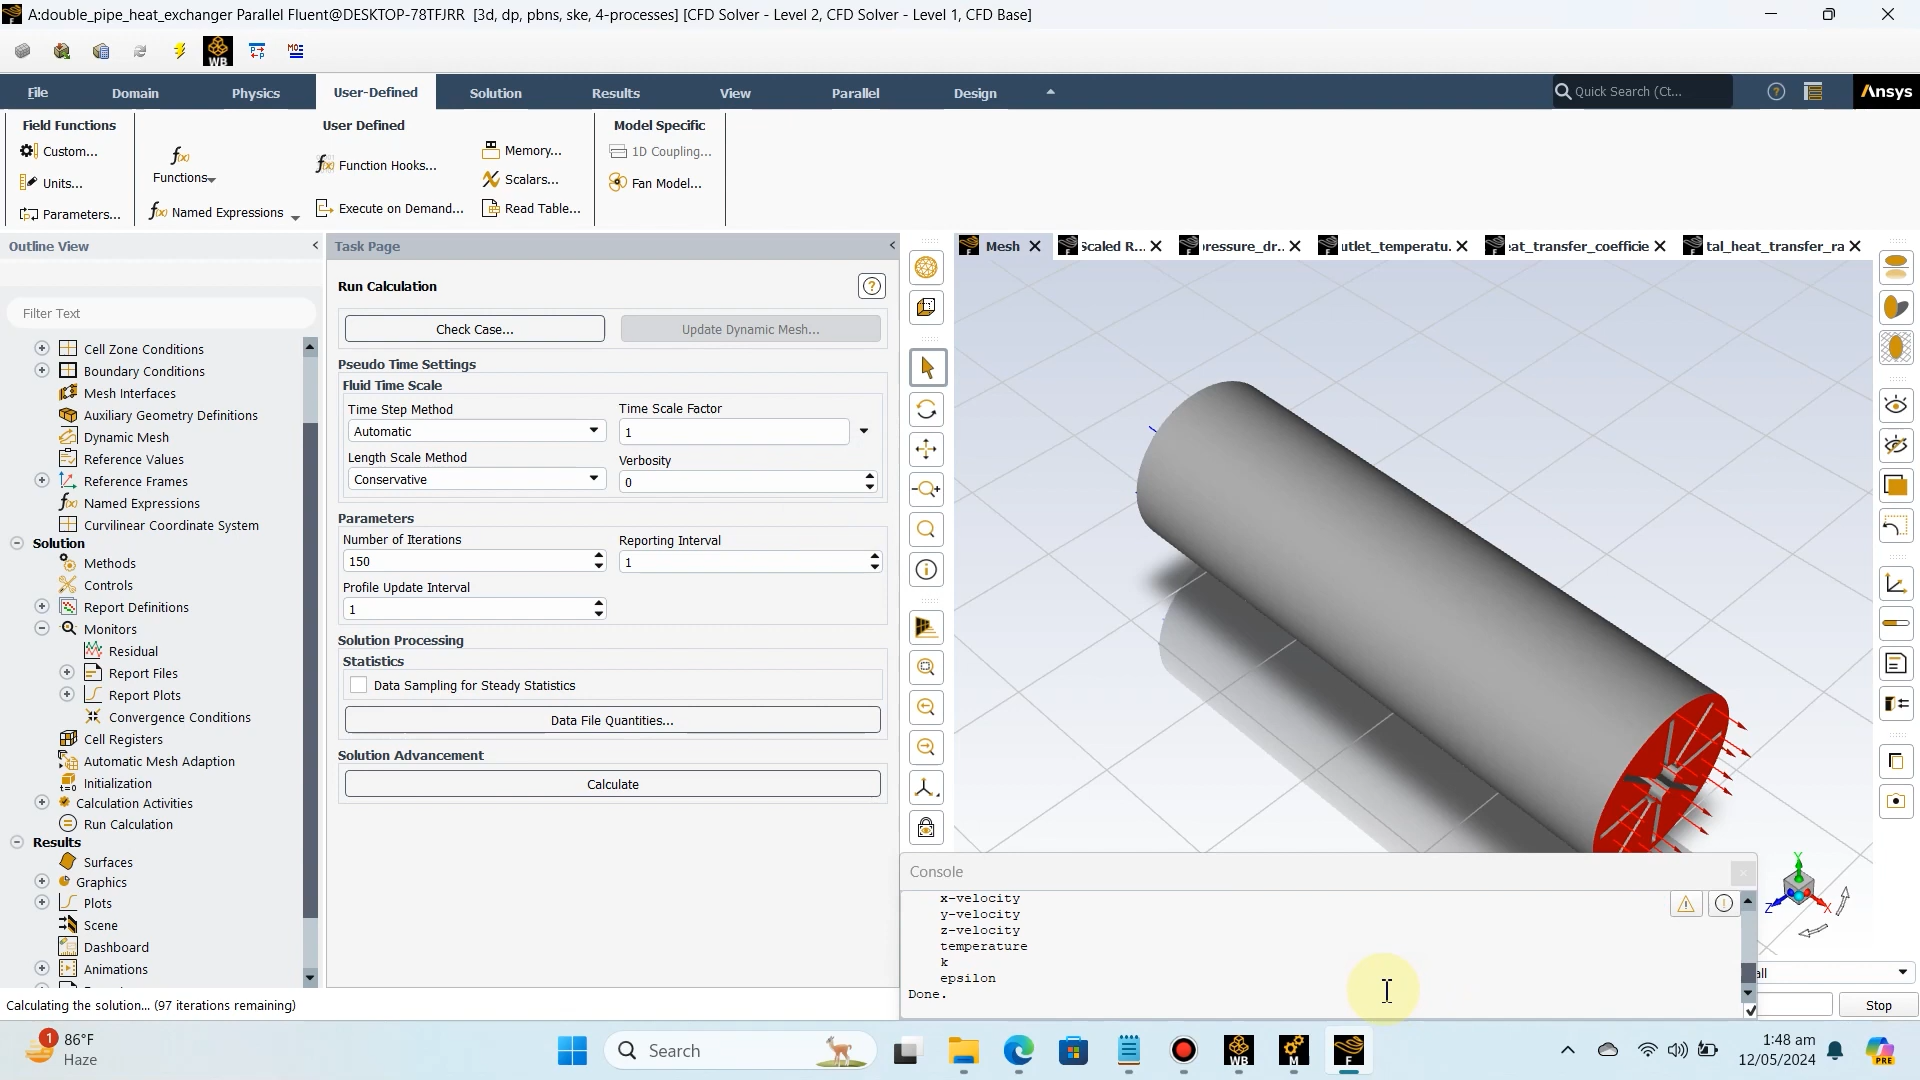 A:double_pipe_heat_exchanger Parallel Fluent@DESKTOP-78TFJRR [3d, dp, pbns, ske, 4-processes] [CFD Solver - Level 2, CFD Solver - Level 1, CFD Base]
WB
File Domain Physics User-Defined Solution Results View Parallel Design Quick Search (Ct... Ansys
Field Functions User Defined Model Specific
Custom... Functions Function Hooks... Memory... 1D Coupling...
Units... Scalars... Fan Model...
Parameters... Named Expressions Execute on Demand... Read Table...
Outline View
Filter Text
Cell Zone Conditions
Boundary Conditions
Mesh Interfaces
Auxiliary Geometry Definitions
Dynamic Mesh
Reference Values
Reference Frames
Named Expressions
Curvilinear Coordinate System
Solution
Methods
Controls
Report Definitions
Monitors
Residual
Report Files
Report Plots
Convergence Conditions
Cell Registers
Automatic Mesh Adaption
Initialization
Calculation Activities
Run Calculation
Results
Surfaces
Graphics
Plots
Scene
Dashboard
Animations
Calculating the solution... (97 iterations remaining)
Task Page
Run Calculation
Check Case... Update Dynamic Mesh...
Pseudo Time Settings
Fluid Time Scale
Time Step Method Time Scale Factor
Automatic 1
Length Scale Method Verbosity
Conservative 0
Parameters
Number of Iterations Reporting Interval
150 1
Profile Update Interval
1
Solution Processing
Statistics
Data Sampling for Steady Statistics
Data File Quantities...
Solution Advancement
Calculate
Mesh Scaled R... ressure_dr.. utlet_temperatu. at_transfer_coefficie tal_heat_transfer_ra
Y
Z
X
Console
x-velocity
y-velocity
z-velocity
temperature
k
epsilon
Done.
all
Stop
1
86°F
Haze
Search
WB
M
F
1:48 am
12/05/2024
PRE